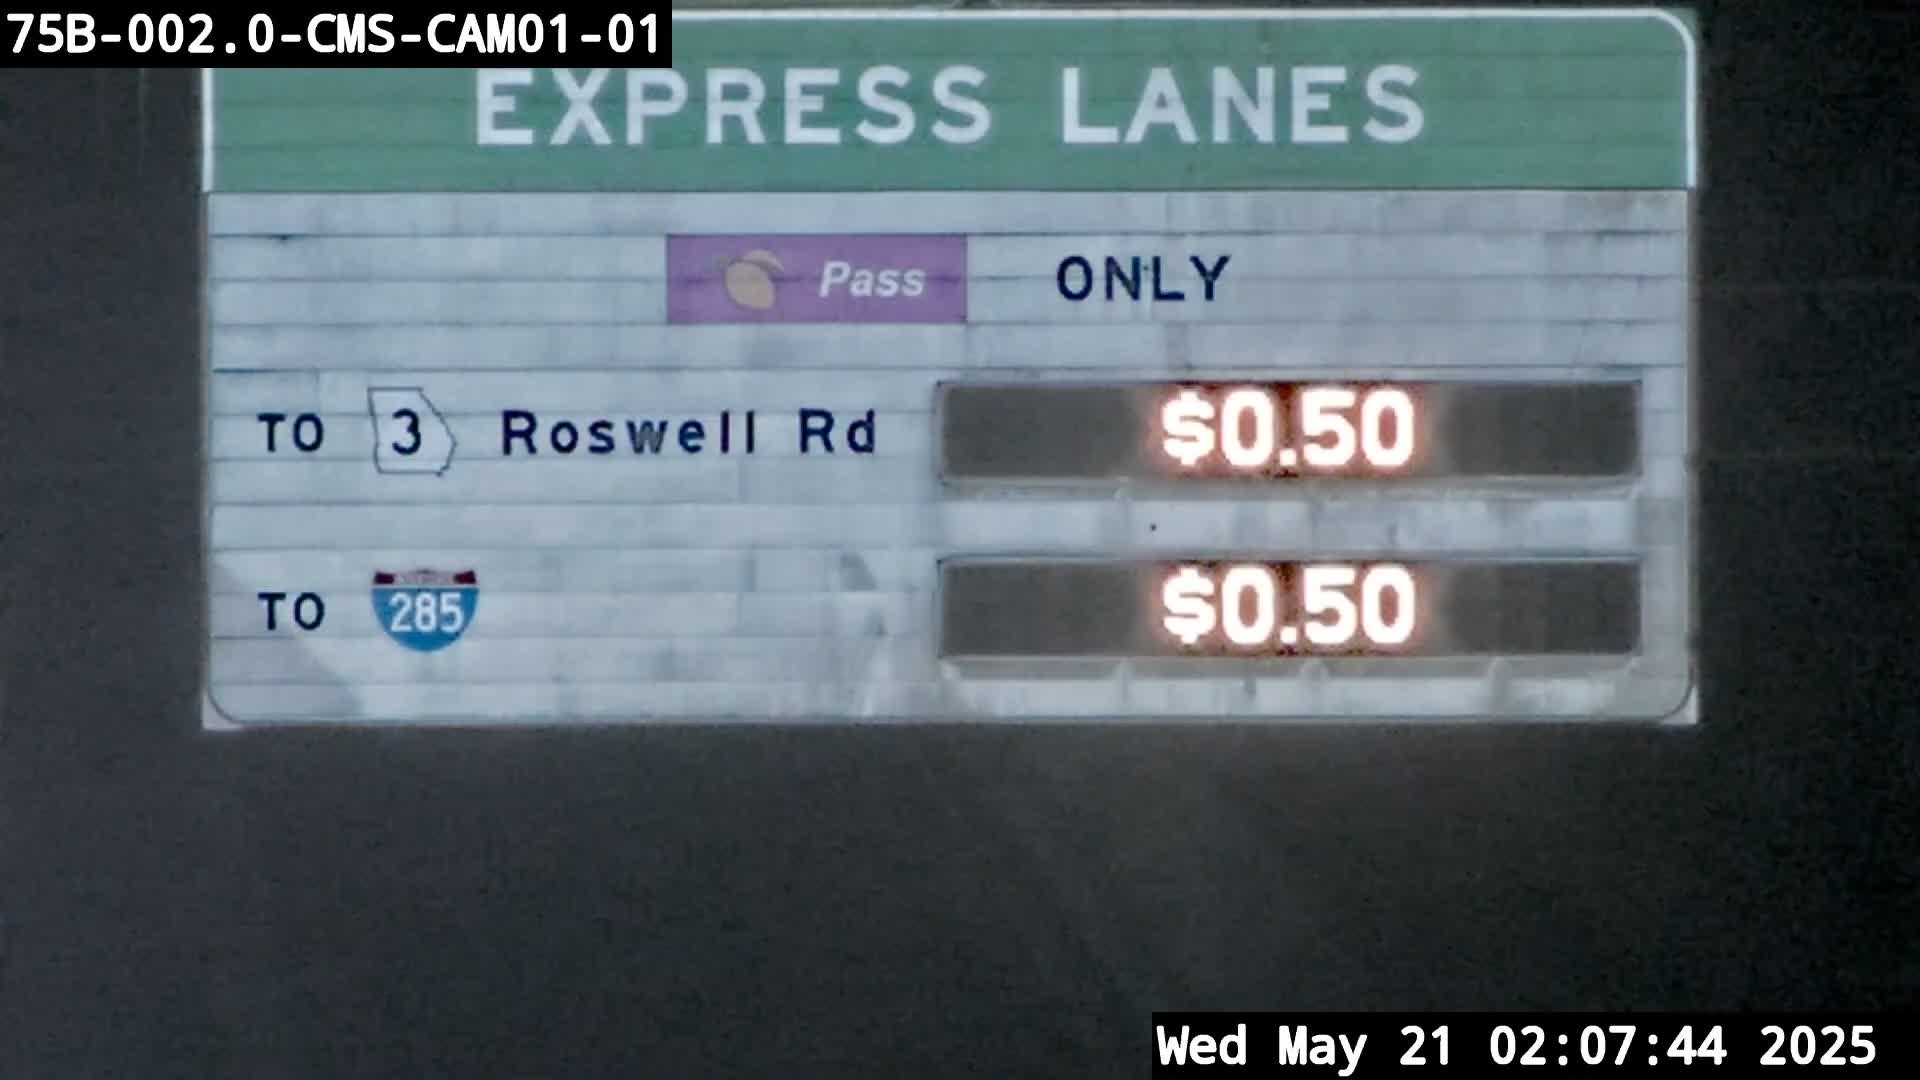 75B-002.0-CMS-CAM01-01
EXPRESS LANES
Pass ONLY
TO 3 Roswell Rd $0.50
TO 285 $0.50
Wed May 21 02:07:44 2025